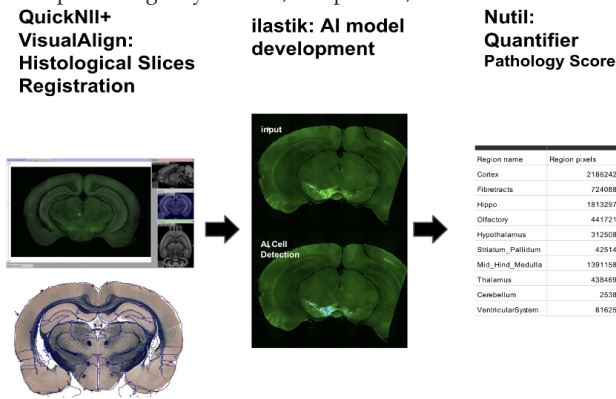 QuickNII+
VisualAlign:
Histological Slices
Registration
ilastik: AI model
development
Nutil:
Quantifier
Pathology Score
input
AI Cell
Detection
Region name Region pixels
Cortex 2186242
Fibretracts 724088
Hippo 1813297
Olfactory 441721
Hypothalamus 312508
Striatum_Pallidum 42514
Mid_Hind_Medulla 1391158
Thalamus 438469
Cerebellum 2538
VentricularSystem 81625